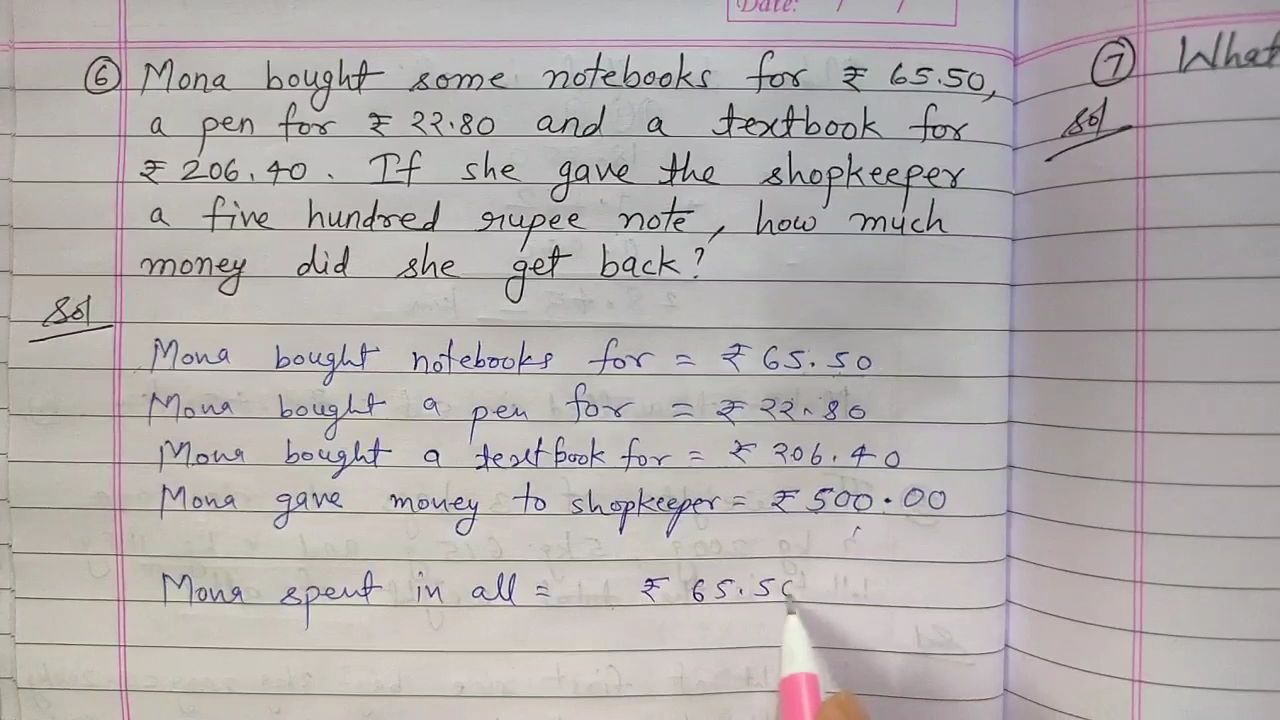 Date: / /
⑥ Mona bought some notebooks for ₹ 65.50,
a pen for ₹ 22.80 and a textbook for
₹ 206.40. If she gave the shopkeeper
a five hundred rupee note, how much
money did she get back?
Sol
Mona bought notebooks for = ₹ 65.50
Mona bought a pen for = ₹ 22.80
Mona bought a textbook for = ₹ 206.40
Mona gave money to shopkeeper = ₹ 500.00
Mona spent in all = ₹ 65.50
⑦ What
Sol